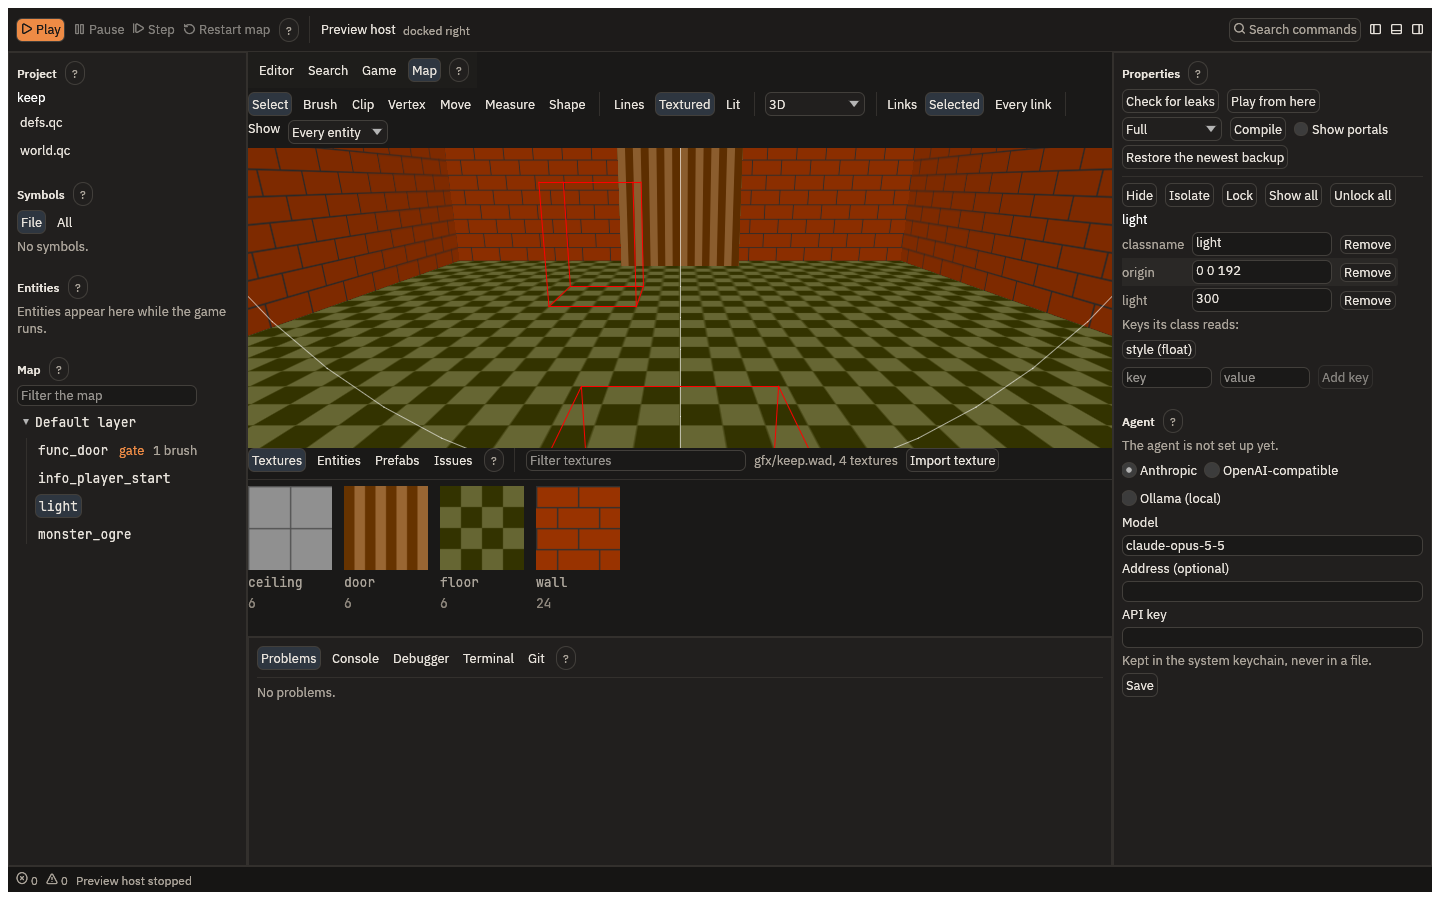 Play Pause Step Restart map ? Preview host docked right Search commands
Project ?
keep
defs.qc
world.qc
Symbols ?
File All
No symbols.
Entities ?
Entities appear here while the game
runs.
Map ?
Filter the map
Default layer
func_door gate 1 brush
info_player_start
light
monster_ogre
Editor Search Game Map ?
Select Brush Clip Vertex Move Measure Shape Lines Textured Lit 3D Links Selected Every link
Show Every entity
Textures Entities Prefabs Issues ? Filter textures gfx/keep.wad, 4 textures Import texture
ceiling door floor wall
6 6 6 24
Problems Console Debugger Terminal Git ?
No problems.
Properties ?
Check for leaks Play from here
Full Compile Show portals
Restore the newest backup
Hide Isolate Lock Show all Unlock all
light
classname light Remove
origin 0 0 192 Remove
light 300 Remove
Keys its class reads:
style (float)
key value Add key
Agent ?
The agent is not set up yet.
Anthropic OpenAI-compatible
Ollama (local)
Model
claude-opus-5-5
Address (optional)
API key
Kept in the system keychain, never in a file.
Save
0 0 Preview host stopped